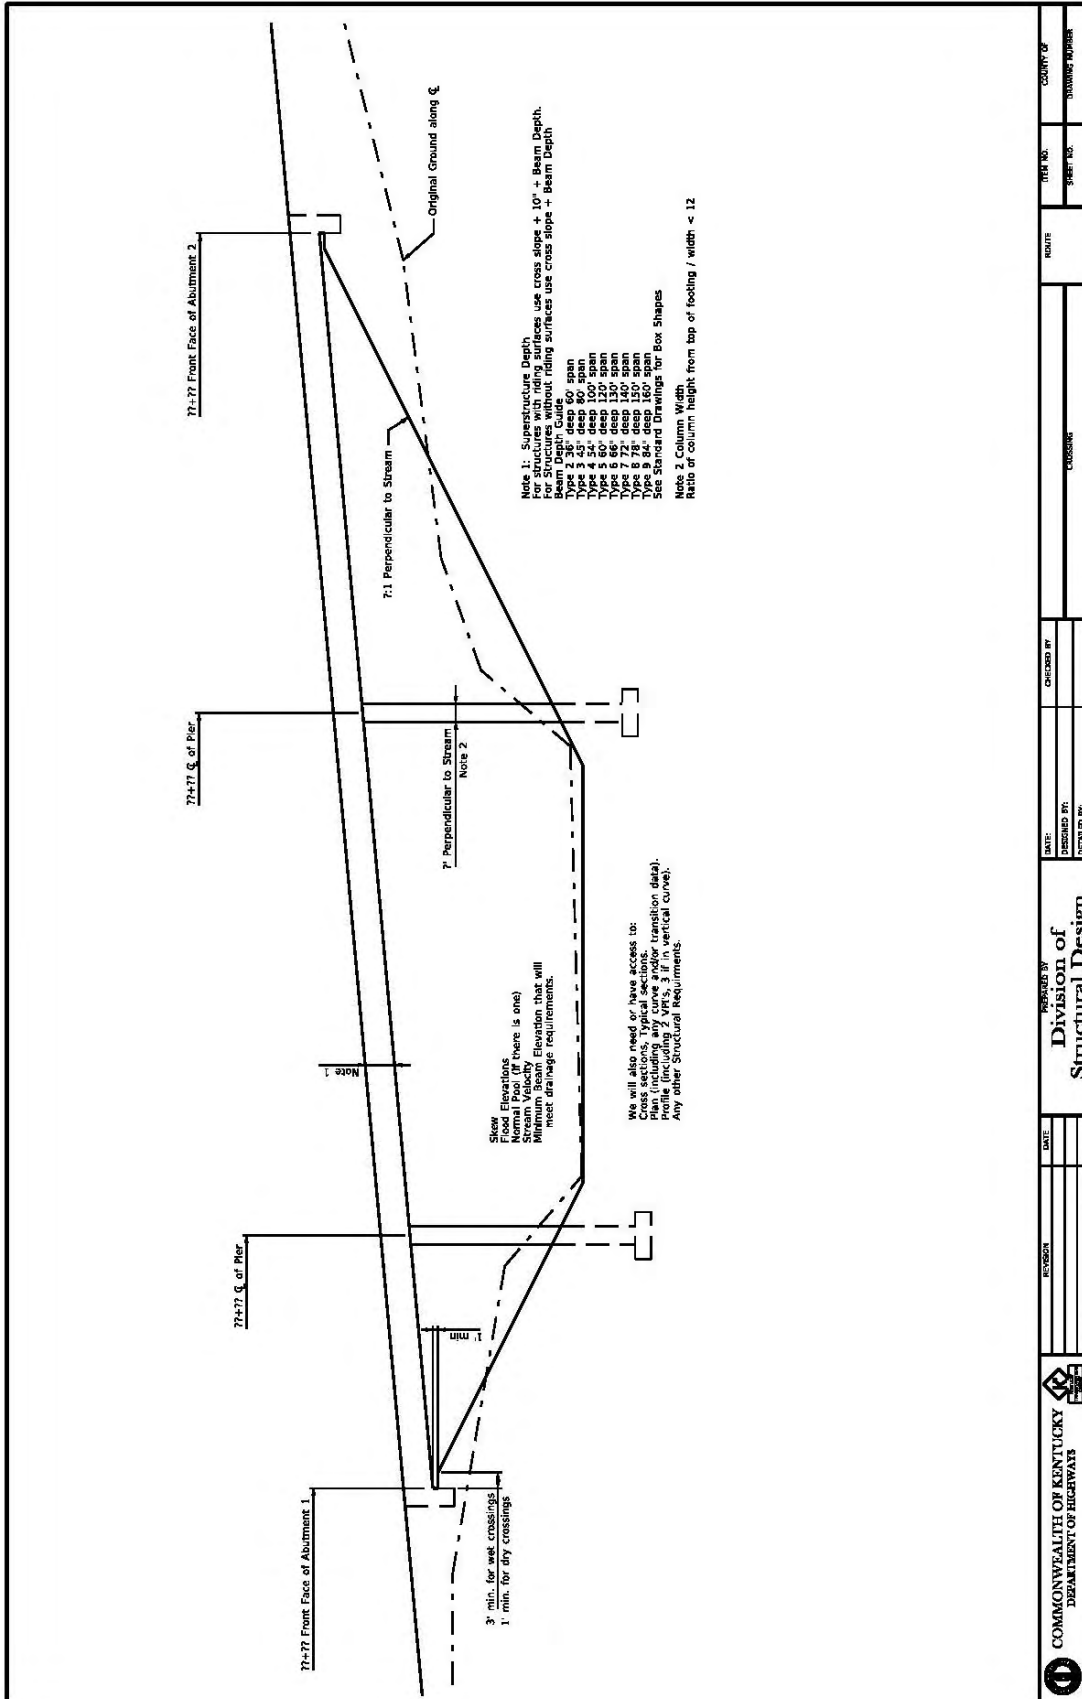 ??+?? Front Face of Abutment 1
??+?? ℄ of Pier
??+?? ℄ of Pier
??+?? Front Face of Abutment 2
Note 1
1' min
3' min. for wet crossings
1' min. for dry crossings
?:1 Perpendicular to Stream
Original Ground along ℄
?' Perpendicular to Stream
Note 2
Skew
Flood Elevations
Normal Pool (if there is one)
Stream Velocity
Minimum Beam Elevation that will
meet drainage requirements.
We will also need or have access to:
Cross sections, Typical sections.
Plan (including any curve and/or transition data).
Profile (including 2 VPI's, 3 if in vertical curve).
Any other Structural Requirments.
Note 1: Superstructure Depth
For structures with riding surfaces use cross slope + 10" + Beam Depth.
For Structures without riding surfaces use cross slope + Beam Depth
Beam Depth Guide
Type 2 36" deep 60' span
Type 3 45" deep 80' span
Type 4 54" deep 100' span
Type 5 60" deep 120' span
Type 6 66" deep 130' span
Type 7 72" deep 140' span
Type 8 78" deep 150' span
Type 9 84" deep 160' span
See Standard Drawings for Box Shapes
Note 2 Column Width
Ratio of column height from top of footing / width < 12
COMMONWEALTH OF KENTUCKY
DEPARTMENT OF HIGHWAYS
REVISION
DATE
PREPARED BY
Division of
Structural Design
DATE:
CHECKED BY
DESIGNED BY:
DETAILED BY:
CROSSING
ROUTE
ITEM NO.
COUNTY OF
SHEET NO.
DRAWING NUMBER